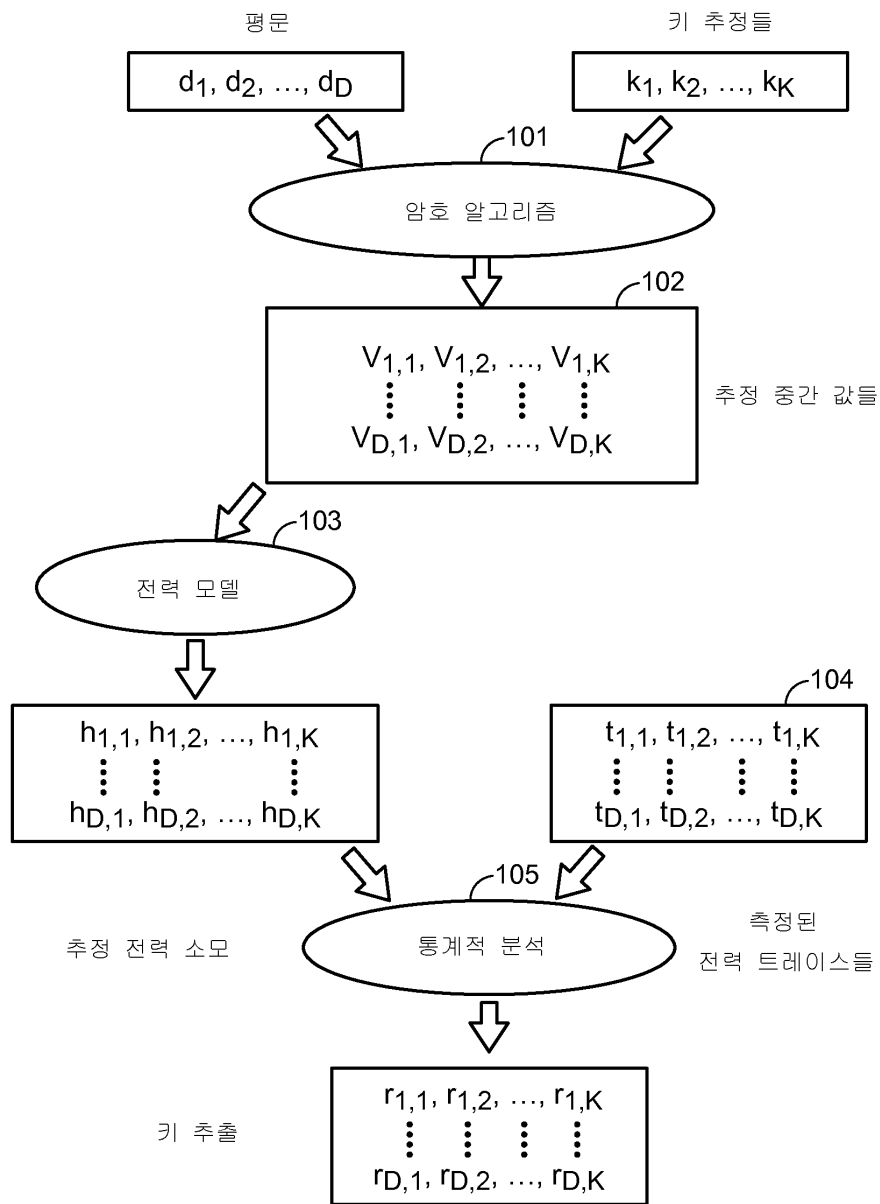 평문
키 추정들
d1, d2, ..., dD
k1, k2, ..., kK
101
암호 알고리즘
102
V1,1, V1,2, ..., V1,K
VD,1, VD,2, ..., VD,K
추정 중간 값들
103
전력 모델
104
h1,1, h1,2, ..., h1,K
hD,1, hD,2, ..., hD,K
t1,1, t1,2, ..., t1,K
tD,1, tD,2, ..., tD,K
105
추정 전력 소모
통계적 분석
측정된
전력 트레이스들
r1,1, r1,2, ..., r1,K
rD,1, rD,2, ..., rD,K
키 추출